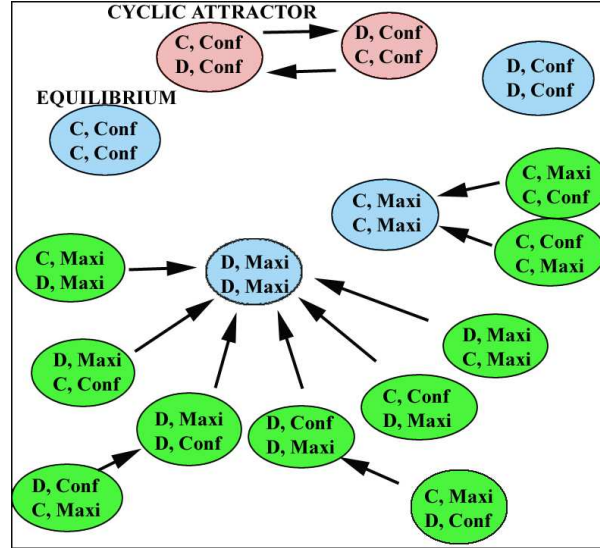 CYCLIC ATTRACTOR
C, Conf
D, Conf
D, Conf
C, Conf
D, Conf
D, Conf
EQUILIBRIUM
C, Conf
C, Conf
C, Maxi
C, Conf
C, Maxi
C, Maxi
C, Conf
C, Maxi
C, Maxi
D, Maxi
D, Maxi
D, Maxi
D, Maxi
C, Maxi
D, Maxi
C, Conf
C, Conf
D, Maxi
D, Maxi
D, Conf
D, Conf
D, Maxi
D, Conf
C, Maxi
C, Maxi
D, Conf